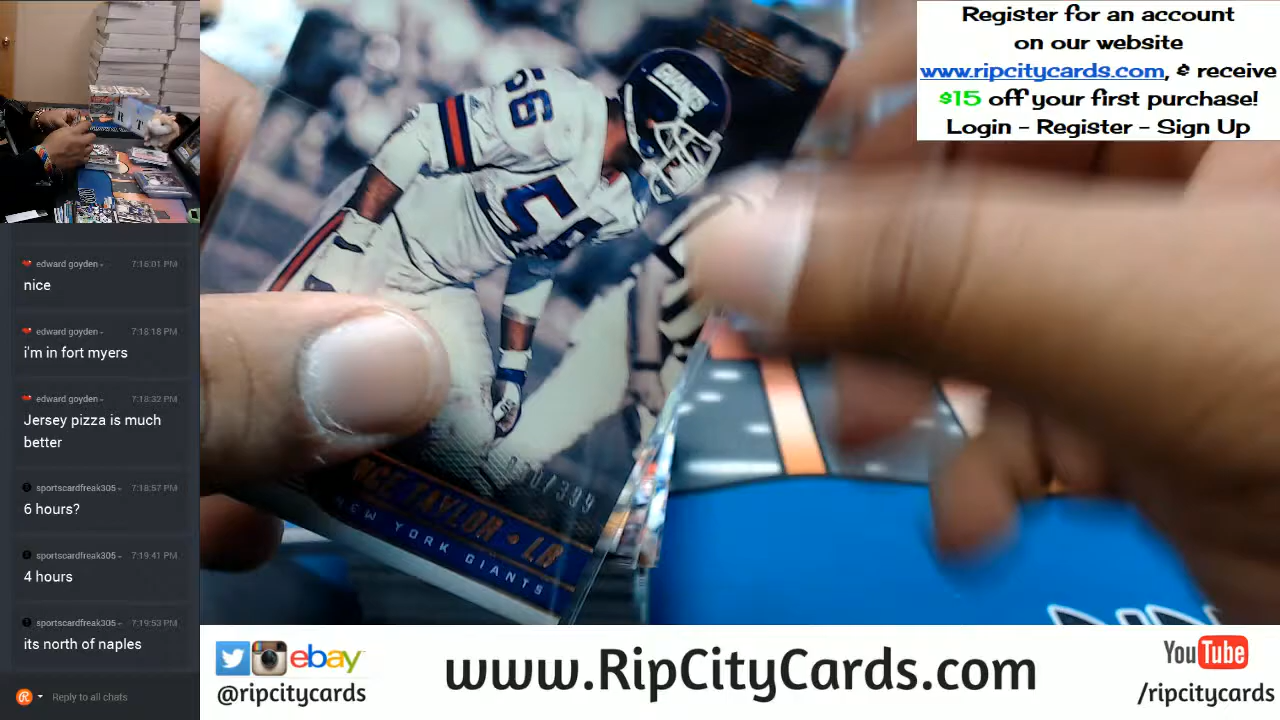 Register for an account
on our website
www.ripcitycards.com, & receive
$15 off your first purchase!
Login - Register - Sign Up
edward goyden 7:16:01 PM
nice
edward goyden 7:18:18 PM
i'm in fort myers
edward goyden 7:18:32 PM
Jersey pizza is much
better
sportscardfreak305 7:18:57 PM
6 hours?
sportscardfreak305 7:19:41 PM
4 hours
sportscardfreak305 7:19:53 PM
its north of naples
Reply to all chats
56
GIANTS
/399
TAYLOR • LB
NEW YORK GIANTS
ebay
@ripcitycards
www.RipCityCards.com
YouTube
/ripcitycards